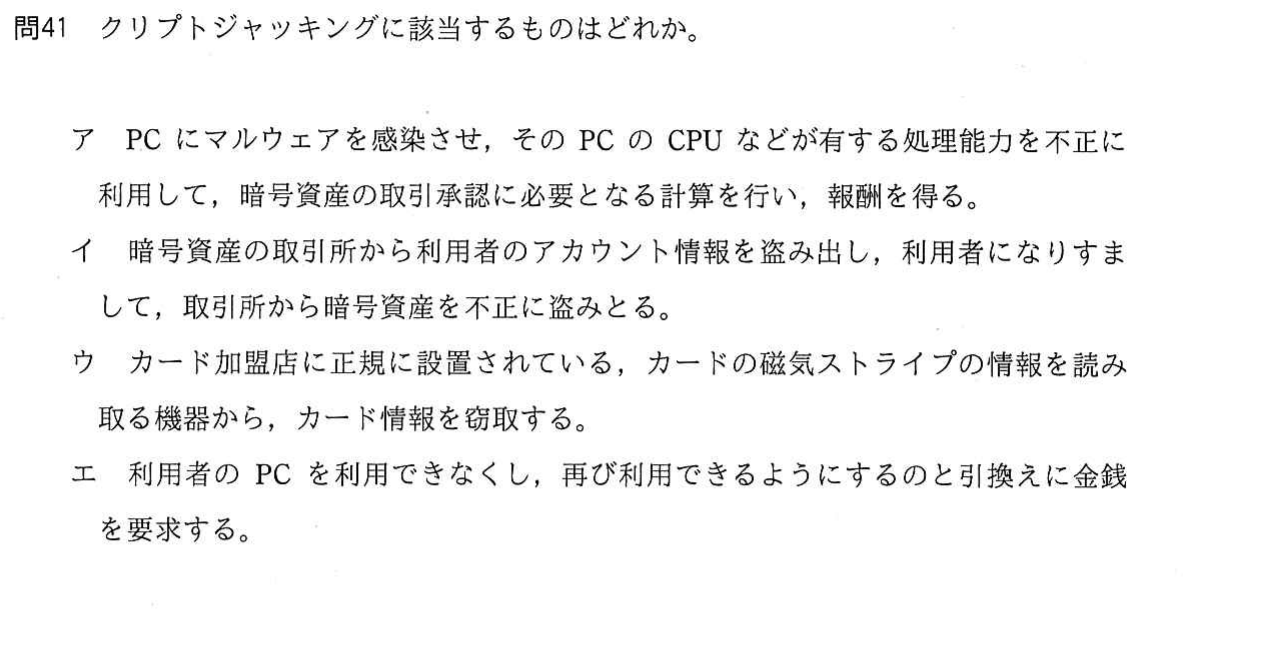 問41 クリプトジャッキングに該当するものはどれか。
ア PC にマルウェアを感染させ，その PC の CPU などが有する処理能力を不正に
利用して，暗号資産の取引承認に必要となる計算を行い，報酬を得る。
イ 暗号資産の取引所から利用者のアカウント情報を盗み出し，利用者になりすま
して，取引所から暗号資産を不正に盗みとる。
ウ カード加盟店に正規に設置されている，カードの磁気ストライプの情報を読み
取る機器から，カード情報を窃取する。
エ 利用者の PC を利用できなくし，再び利用できるようにするのと引換えに金銭
を要求する。